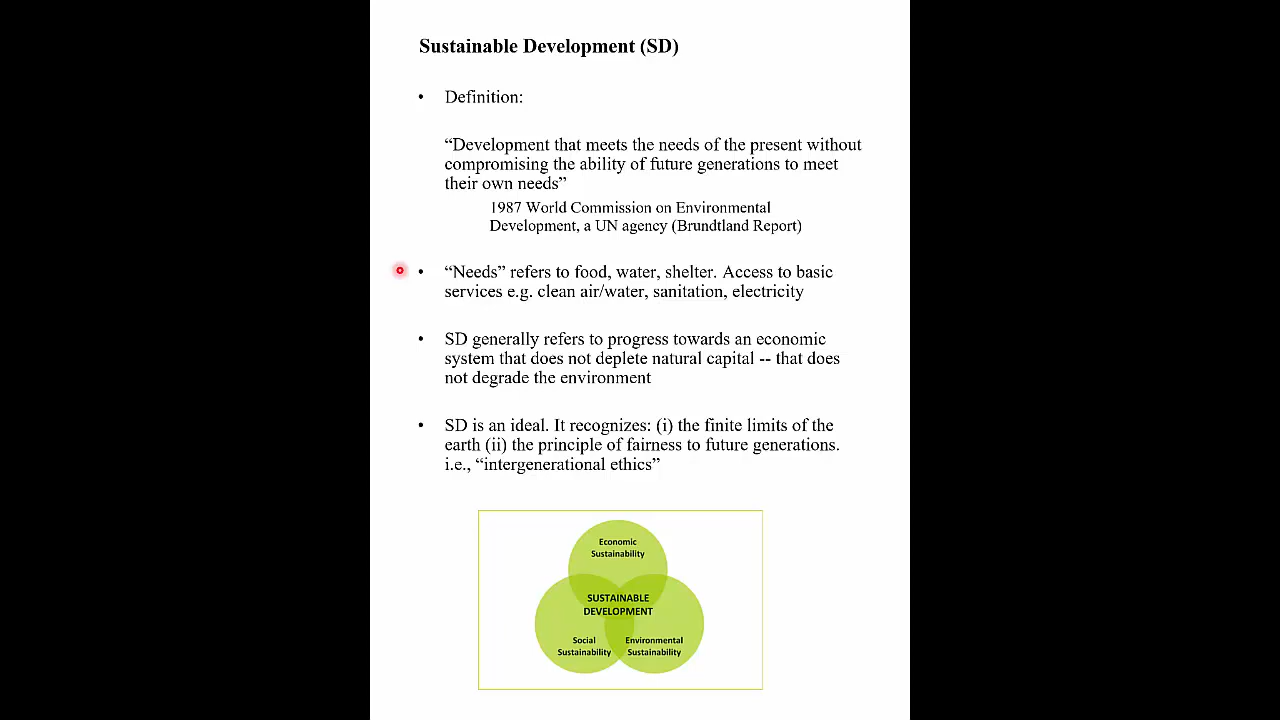 Sustainable Development (SD)
• Definition:
“Development that meets the needs of the present without
compromising the ability of future generations to meet
their own needs”
1987 World Commission on Environmental
Development, a UN agency (Brundtland Report)
• “Needs” refers to food, water, shelter. Access to basic
services e.g. clean air/water, sanitation, electricity
• SD generally refers to progress towards an economic
system that does not deplete natural capital -- that does
not degrade the environment
• SD is an ideal. It recognizes: (i) the finite limits of the
earth (ii) the principle of fairness to future generations.
i.e., “intergenerational ethics”
Economic
Sustainability
SUSTAINABLE
DEVELOPMENT
Social
Sustainability
Environmental
Sustainability